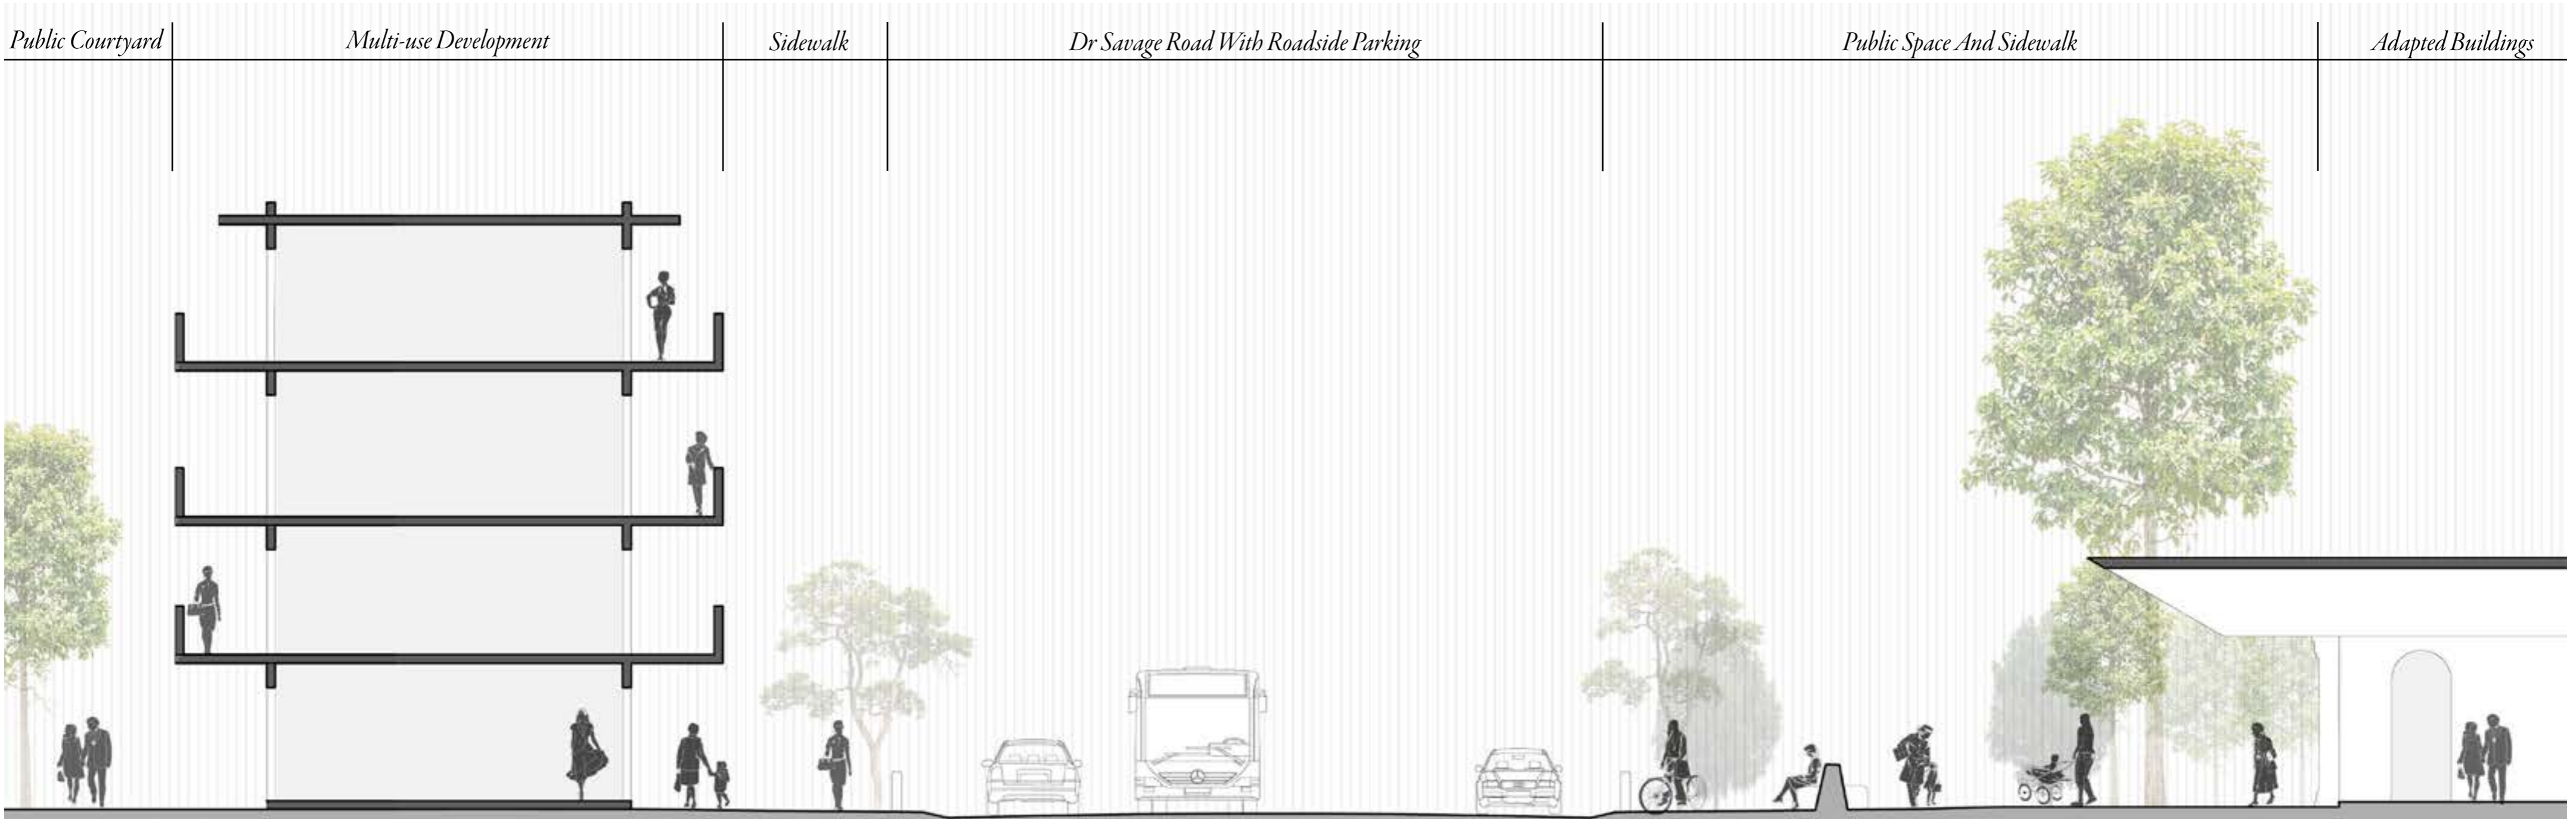 Public Courtyard
Multi-use Development
Sidewalk
Dr Savage Road With Roadside Parking
Public Space And Sidewalk
Adapted Buildings